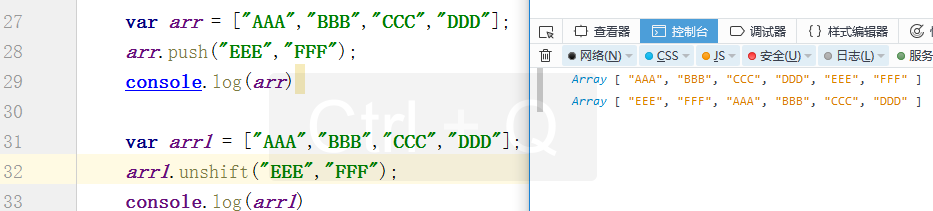 27 var arr = ["AAA","BBB","CCC","DDD"];
28 arr.push("EEE","FFF");
29 console.log(arr)
30
31 var arr1 = ["AAA","BBB","CCC","DDD"];
32 arr1.unshift("EEE","FFF");
33 console.log(arr1)
Ctrl + Q
查看器 控制台 调试器 { } 样式编辑器
网络(N) CSS JS 安全(U) 日志(L) 服务
Array [ "AAA", "BBB", "CCC", "DDD", "EEE", "FFF" ]
Array [ "EEE", "FFF", "AAA", "BBB", "CCC", "DDD" ]